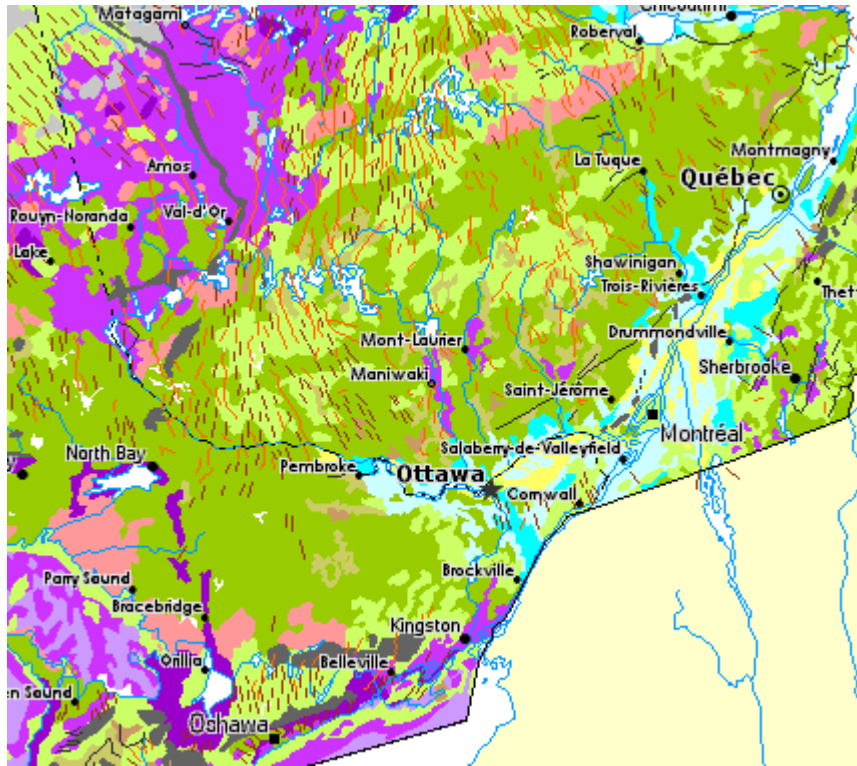 Matagami
Roberval
Amos
La Tuque
Montmagny
Québec
Rouyn-Noranda
Val-d'Or
Lake
Shawinigan
Trois-Rivières
Thetf
Drummondville
Mont-Laurier
Sherbrooke
Maniwaki
Saint-Jérôme
Montréal
Salaberry-de-Valleyfield
North Bay
Pembroke
Ottawa
Cornwall
Parry Sound
Brockville
Bracebridge
Kingston
Orillia
Belleville
en Sound
Oshawa